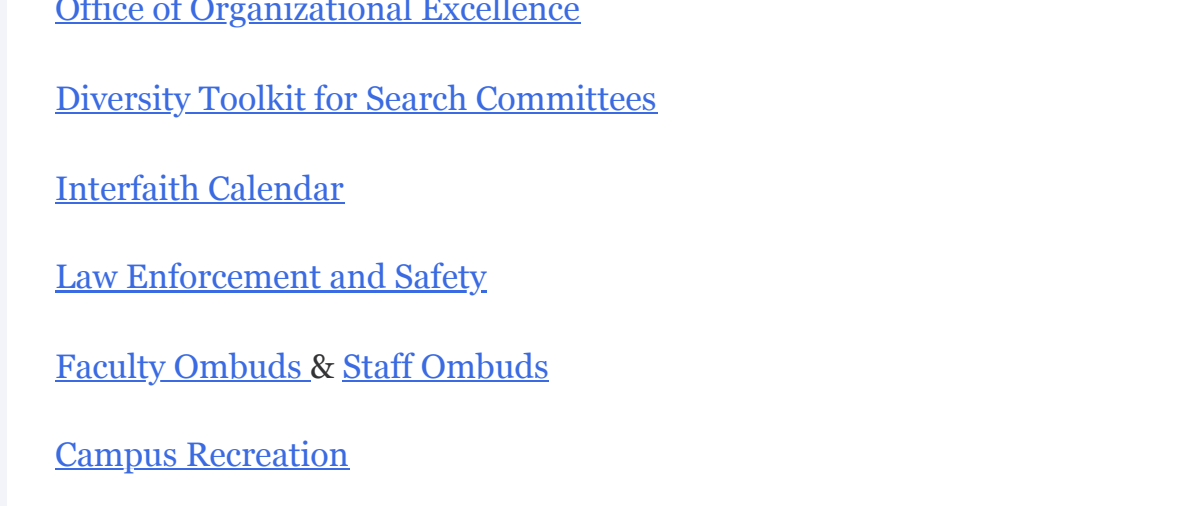 Office of Organizational Excellence
Diversity Toolkit for Search Committees
Interfaith Calendar
Law Enforcement and Safety
Faculty Ombuds & Staff Ombuds
Campus Recreation